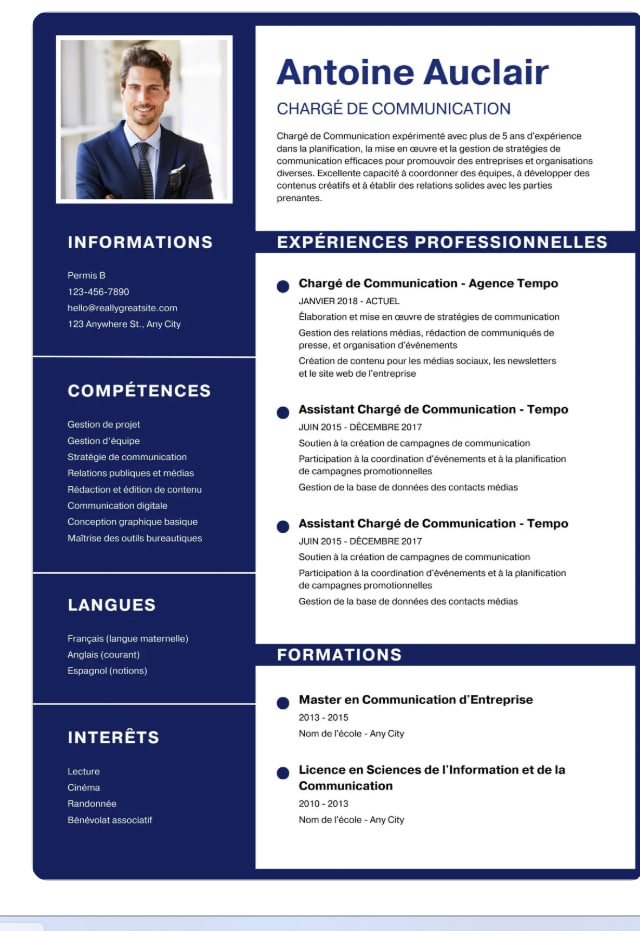 Antoine Auclair
CHARGÉ DE COMMUNICATION
Chargé de Communication expérimenté avec plus de 5 ans d'expérience
dans la planification, la mise en œuvre et la gestion de stratégies de
communication efficaces pour promouvoir des entreprises et organisations
diverses. Excellente capacité à coordonner des équipes, à développer des
contenus créatifs et à établir des relations solides avec les parties
prenantes.
INFORMATIONS
Permis B
123-456-7890
hello@reallygreatsite.com
123 Anywhere St., Any City
COMPÉTENCES
Gestion de projet
Gestion d'équipe
Stratégie de communication
Relations publiques et médias
Rédaction et édition de contenu
Communication digitale
Conception graphique basique
Maîtrise des outils bureautiques
LANGUES
Français (langue maternelle)
Anglais (courant)
Espagnol (notions)
INTERÊTS
Lecture
Cinéma
Randonnée
Bénévolat associatif
EXPÉRIENCES PROFESSIONNELLES
Chargé de Communication - Agence Tempo
JANVIER 2018 - ACTUEL
Élaboration et mise en œuvre de stratégies de communication
Gestion des relations médias, rédaction de communiqués de
presse, et organisation d'événements
Création de contenu pour les médias sociaux, les newsletters
et le site web de l'entreprise
Assistant Chargé de Communication - Tempo
JUIN 2015 - DÉCEMBRE 2017
Soutien à la création de campagnes de communication
Participation à la coordination d'événements et à la planification
de campagnes promotionnelles
Gestion de la base de données des contacts médias
Assistant Chargé de Communication - Tempo
JUIN 2015 - DÉCEMBRE 2017
Soutien à la création de campagnes de communication
Participation à la coordination d'événements et à la planification
de campagnes promotionnelles
Gestion de la base de données des contacts médias
FORMATIONS
Master en Communication d'Entreprise
2013 - 2015
Nom de l'école - Any City
Licence en Sciences de l'Information et de la
Communication
2010 - 2013
Nom de l'école - Any City